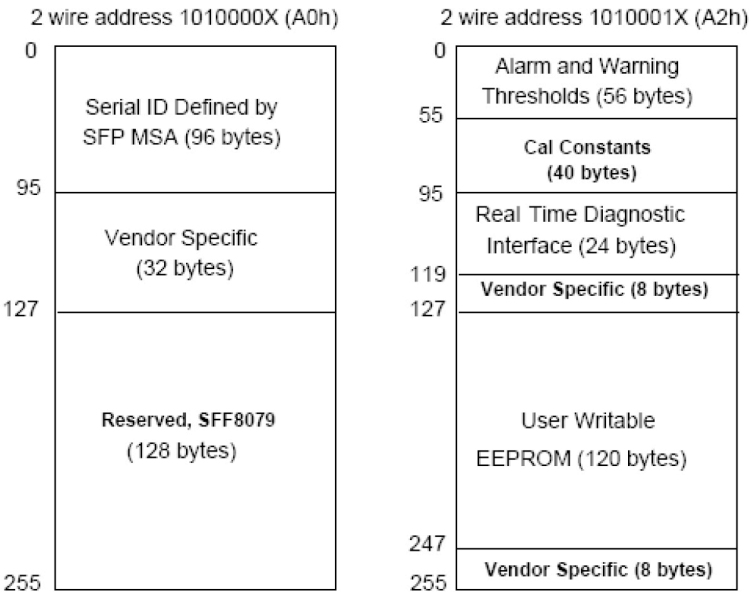 2 wire address 1010000X (A0h)
0
Serial ID Defined by
SFP MSA (96 bytes)
95
Vendor Specific
(32 bytes)
127
Reserved, SFF8079
(128 bytes)
255
2 wire address 1010001X (A2h)
0
Alarm and Warning
Thresholds (56 bytes)
55
Cal Constants
(40 bytes)
95
Real Time Diagnostic
Interface (24 bytes)
119
Vendor Specific (8 bytes)
127
User Writable
EEPROM (120 bytes)
247
Vendor Specific (8 bytes)
255